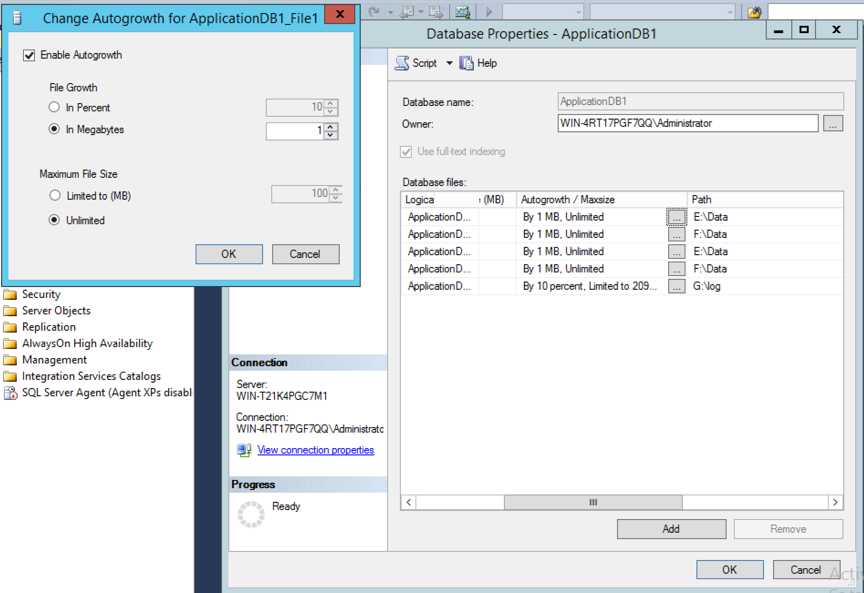 Change Autogrowth for ApplicationDB1_File1
Enable Autogrowth
File Growth
In Percent
10
In Megabytes
1
Maximum File Size
Limited to (MB)
100
Unlimited
OK
Cancel
Security
Server Objects
Replication
AlwaysOn High Availability
Management
Integration Services Catalogs
SQL Server Agent (Agent XPs disabl
Database Properties - ApplicationDB1
Script
Help
Database name:
ApplicationDB1
Owner:
WIN-4RT17PGF7QQ\Administrator
...
Use full-text indexing
Database files:
Logica (MB) Autogrowth / Maxsize Path
ApplicationD... By 1 MB, Unlimited ... E:\Data
ApplicationD... By 1 MB, Unlimited ... F:\Data
ApplicationD... By 1 MB, Unlimited ... E:\Data
ApplicationD... By 1 MB, Unlimited ... F:\Data
ApplicationD... By 10 percent, Limited to 209... ... G:\log
Connection
Server:
WIN-T21K4PGC7M1
Connection:
WIN-4RT17PGF7QQ\Administratc
View connection properties
Progress
Ready
Add
Remove
OK
Cancel